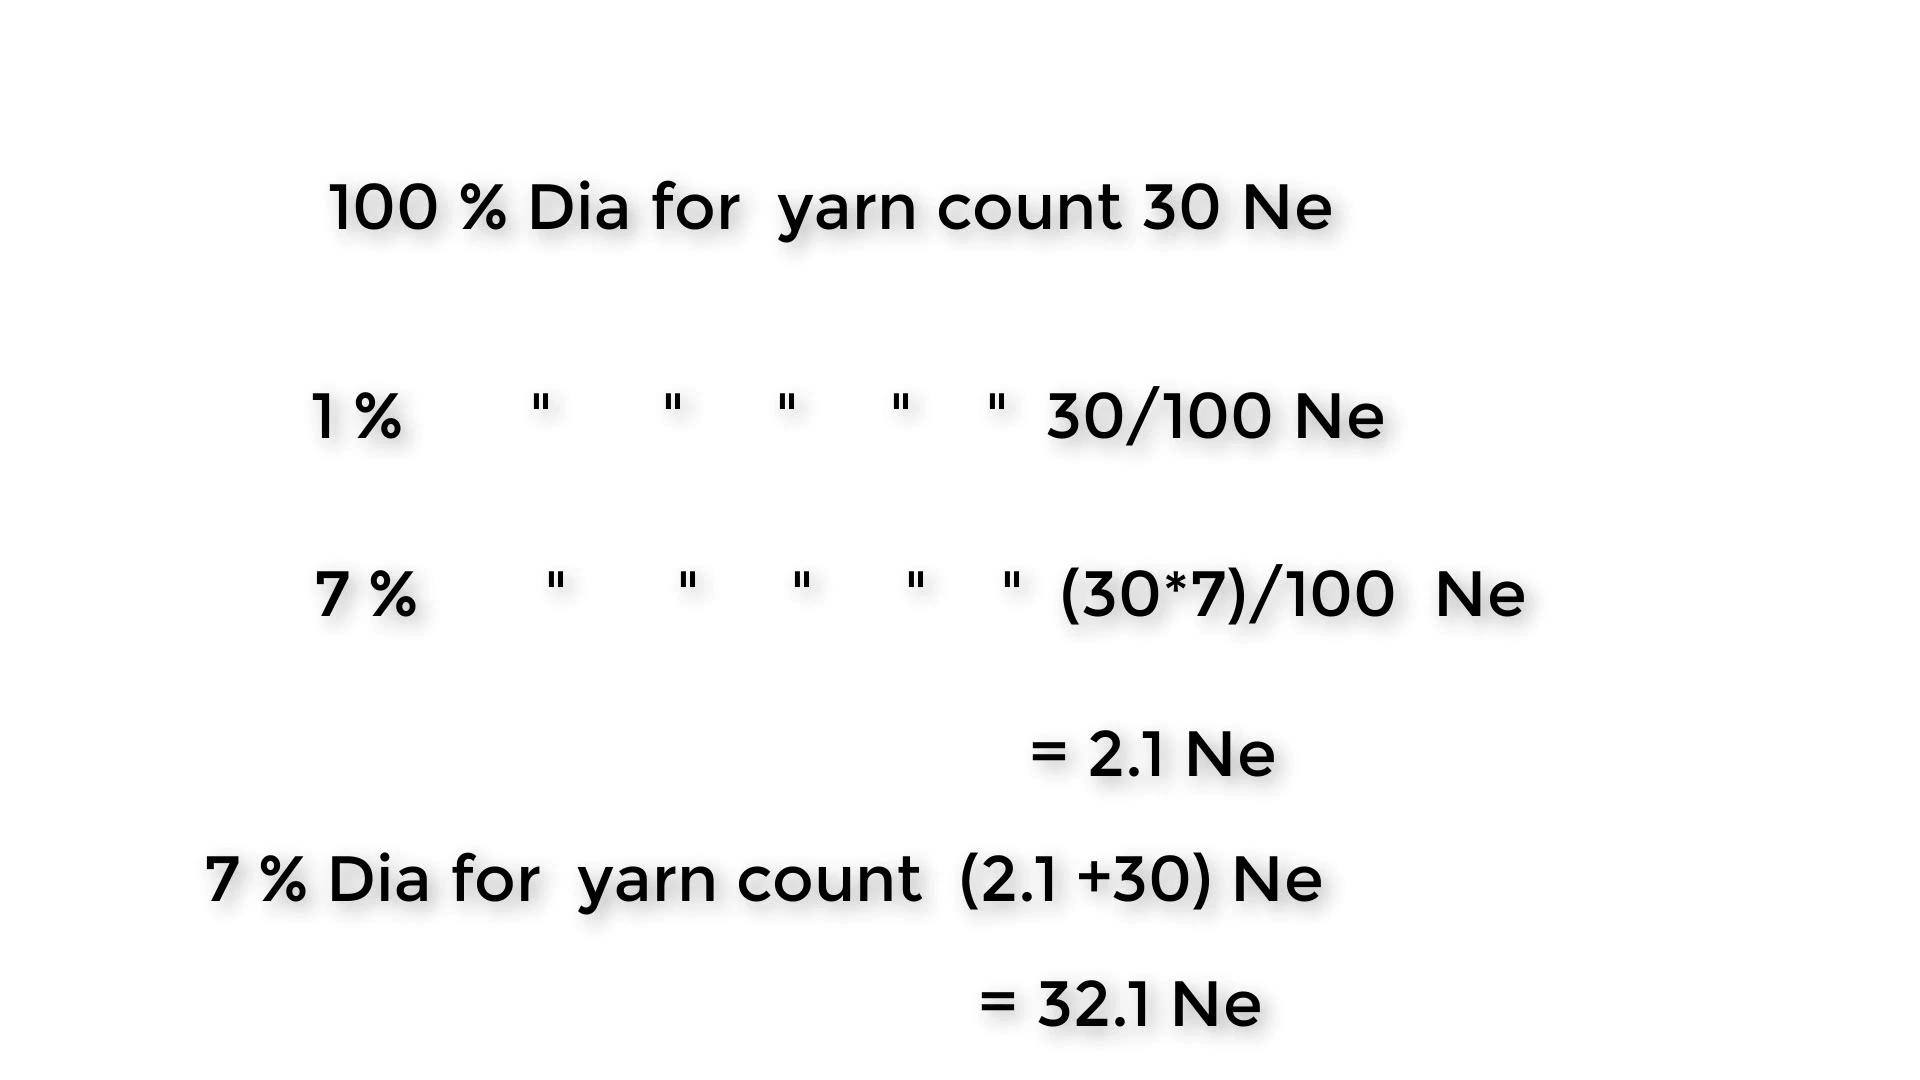 100 % Dia for yarn count 30 Ne
1 % " " " " " 30/100 Ne
7 % " " " " " (30*7)/100 Ne
= 2.1 Ne
7 % Dia for yarn count (2.1 +30) Ne
= 32.1 Ne